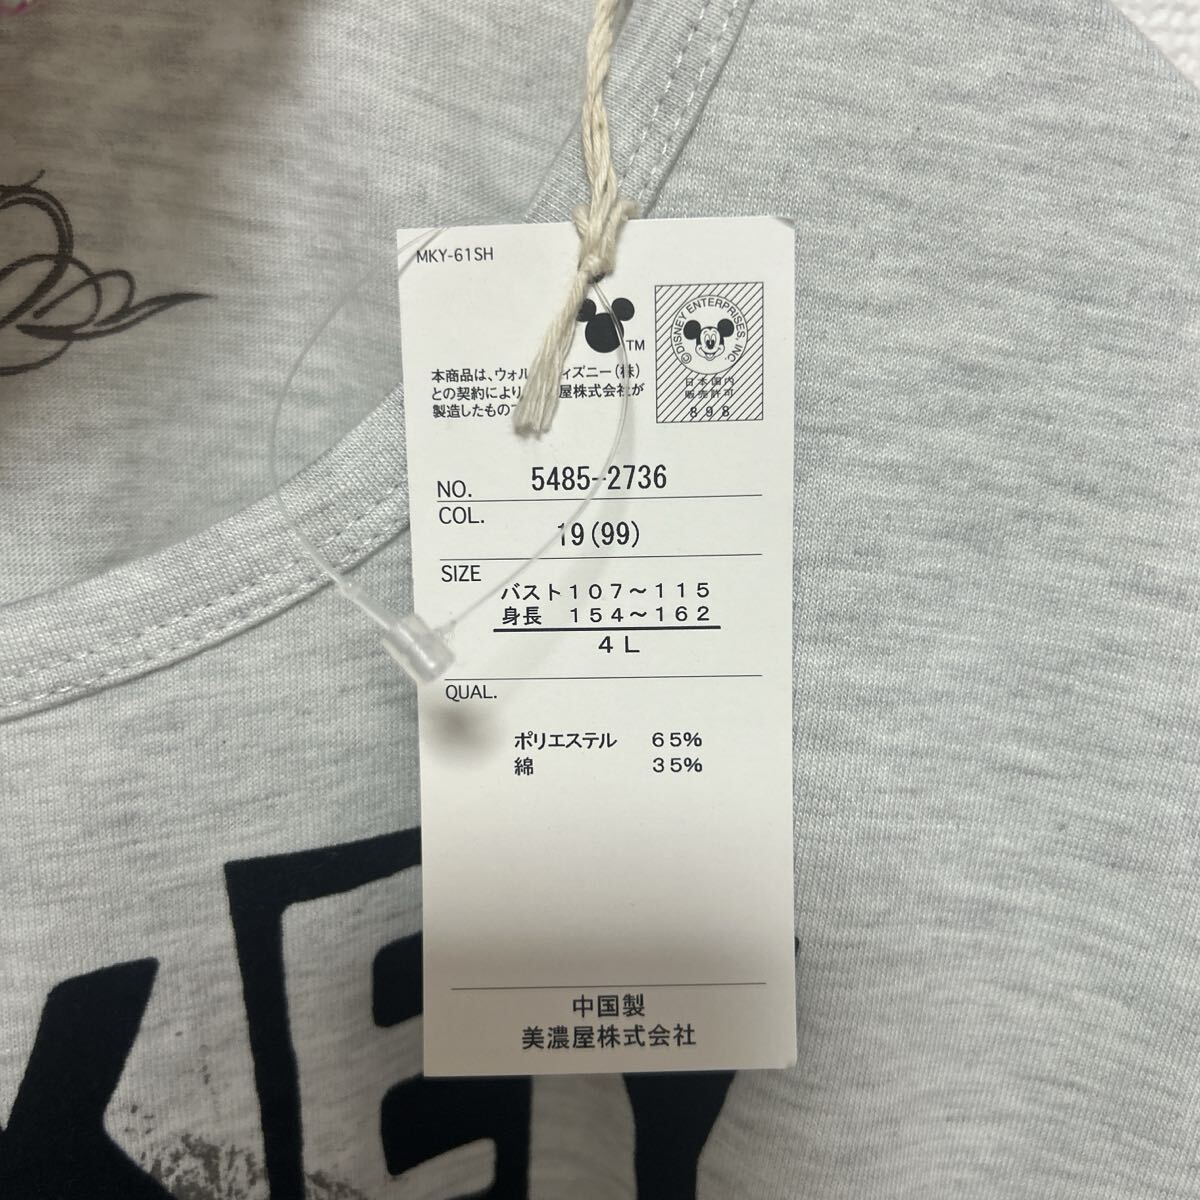 MKY-61SH
TM
© DISNEY ENTERPRISES, INC.
日本国内
販売許可
898
本商品は、ウォル ィズニー(株)
との契約により 屋株式会社が
製造したもの
NO. 5485-2736
COL. 19(99)
SIZE
バスト107～115
身長 154～162
4L
QUAL.
ポリエステル 65%
綿 35%
中国製
美濃屋株式会社
KEY